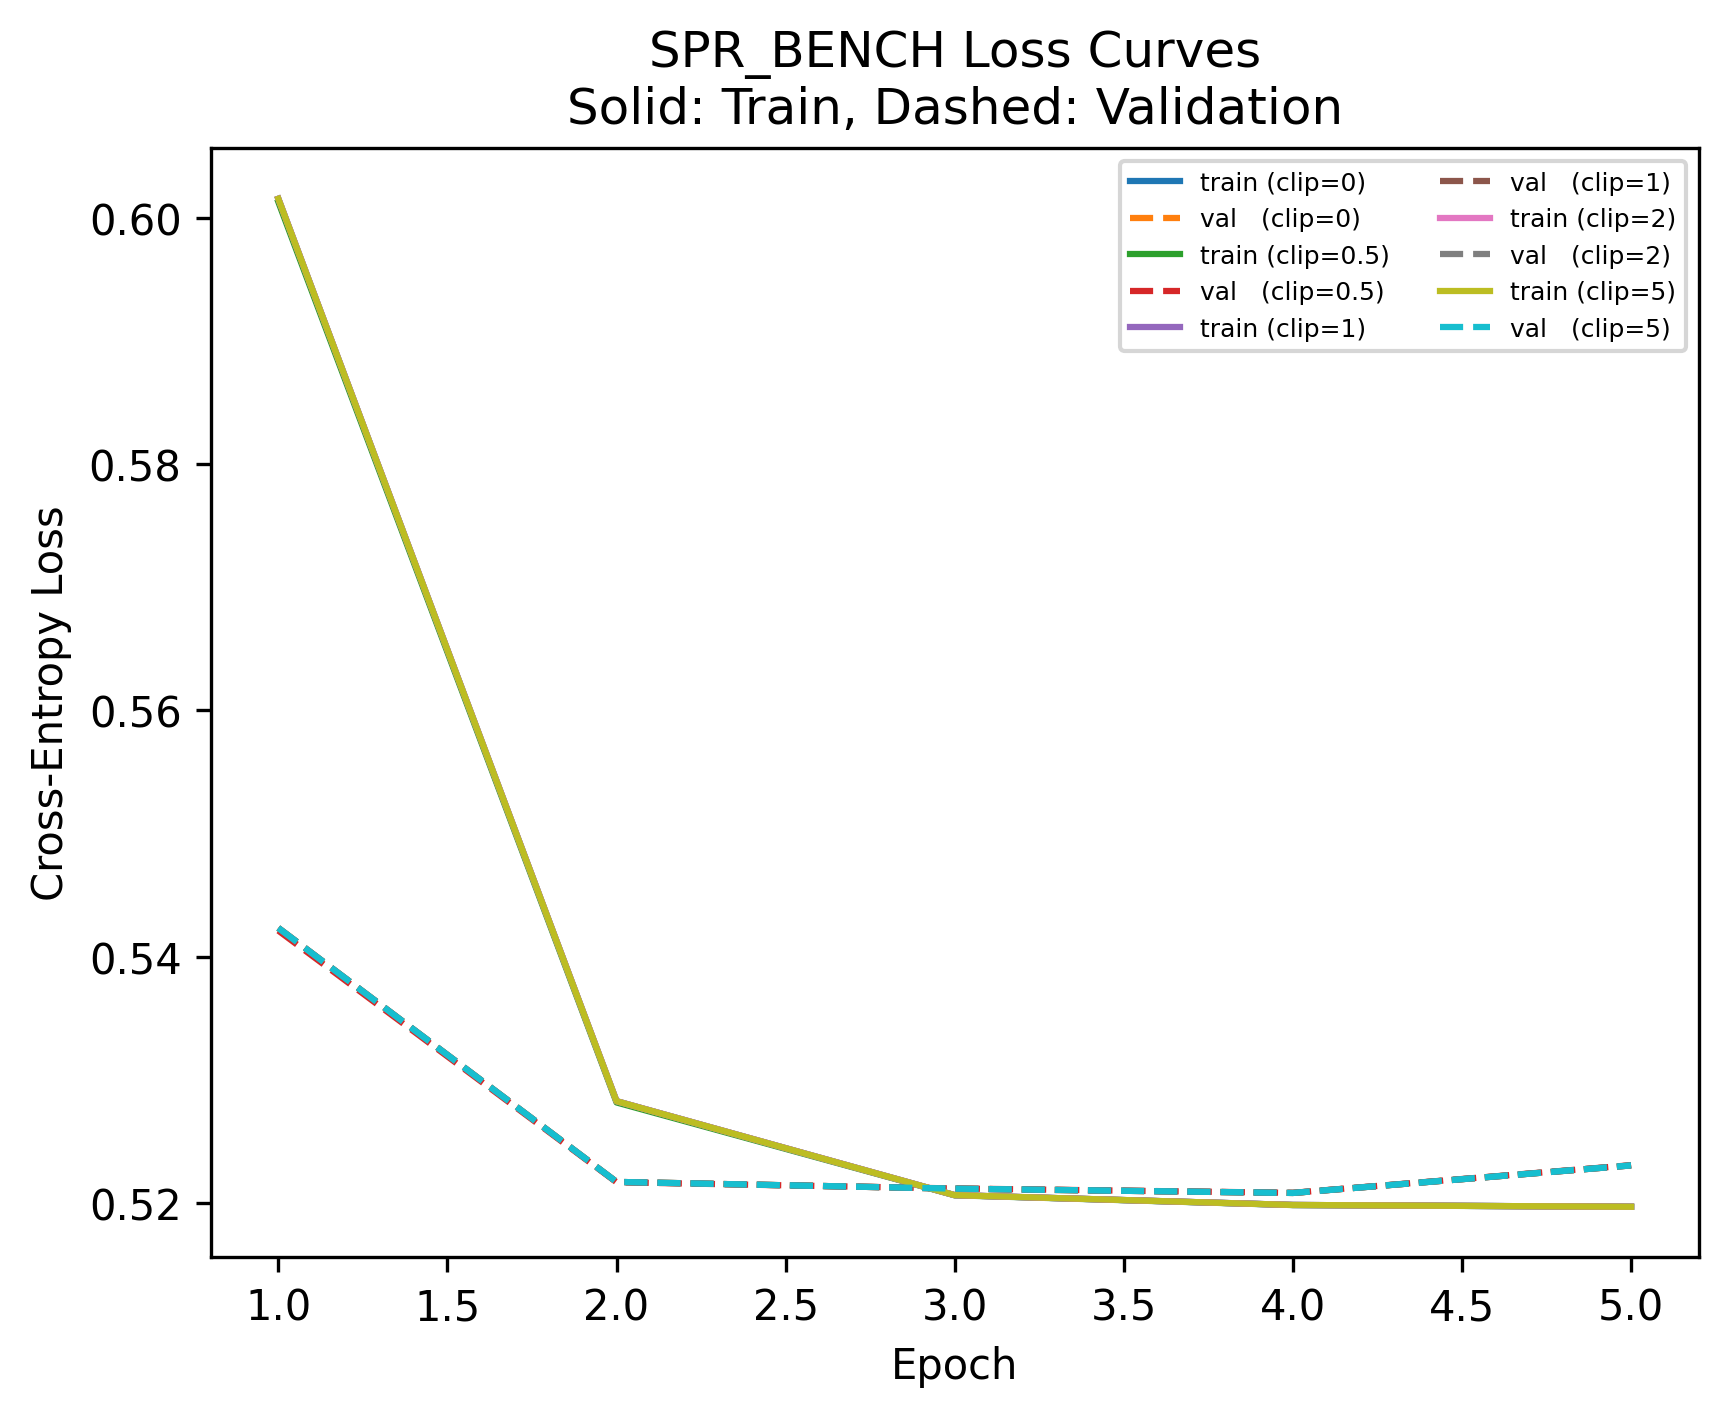 SPR_BENCH Loss Curves
Solid: Train, Dashed: Validation
train (clip=0)
val   (clip=0)
train (clip=0.5)
val   (clip=0.5)
train (clip=1)
val   (clip=1)
train (clip=2)
val   (clip=2)
train (clip=5)
val   (clip=5)
Cross-Entropy Loss
0.60
0.58
0.56
0.54
0.52
1.0 1.5 2.0 2.5 3.0 3.5 4.0 4.5 5.0
Epoch